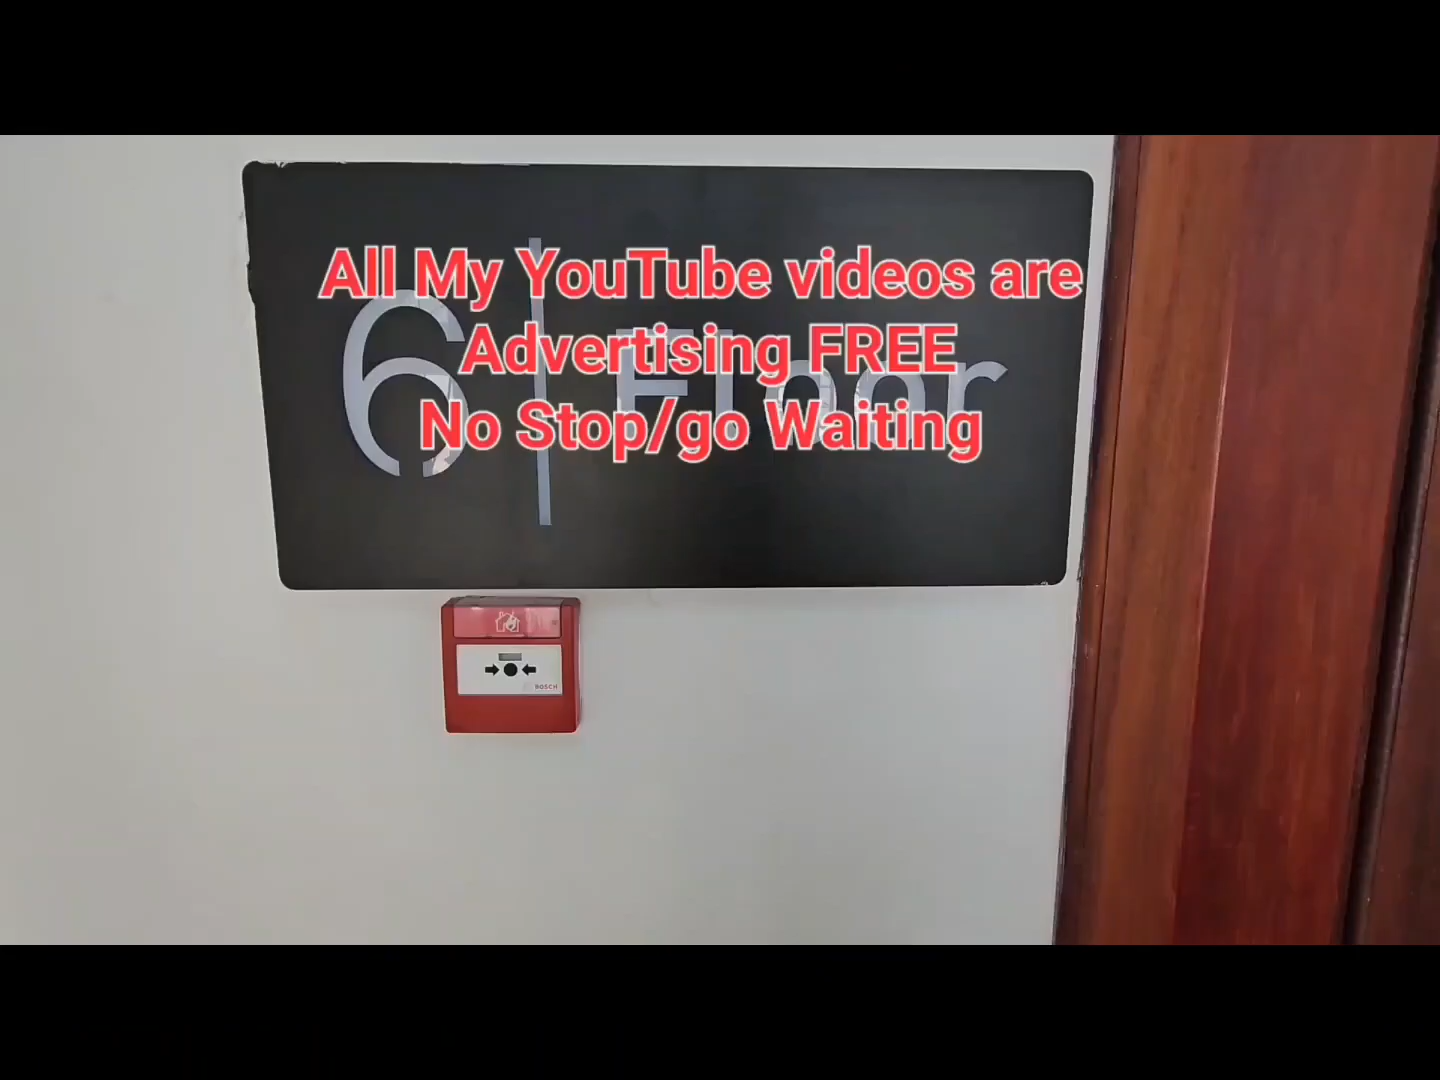 All My YouTube videos are
Advertising FREE
No Stop/go Waiting
6 Floor
BOSCH